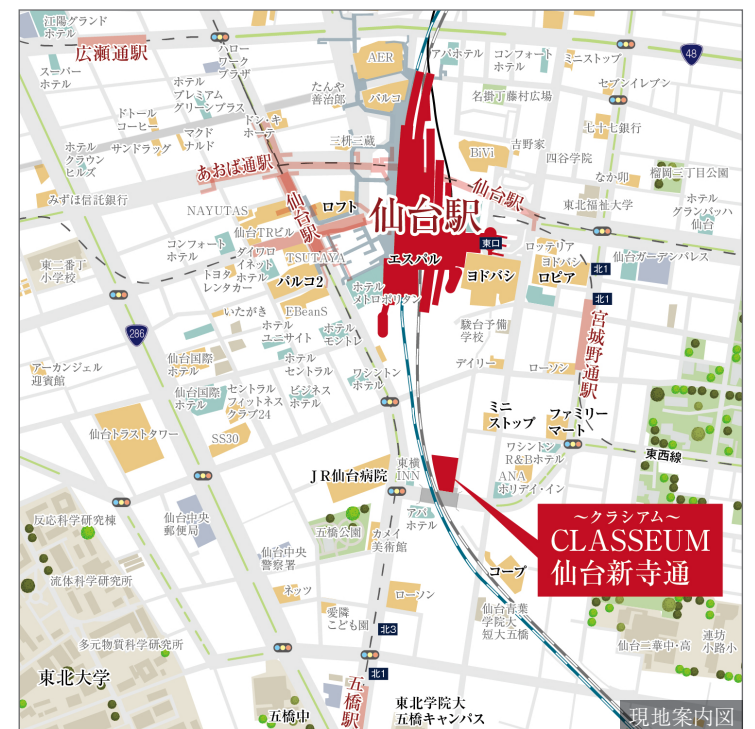 江陽グランド
ホテル
広瀬通駅
ハロー
ワーク
プラザ
AER
アパホテル
コンフォート
ホテル
ミニストップ
48
スーパー
ホテル
ホテル
プレミアム
グリーンプラス
たんや
善治郎
パルコ
名掛丁藤村広場
セブンイレブン
ドトール
コーヒー
マクド
ナルド
ドン・キ
ホーテ
七十七銀行
ホテル
クラウン
ヒルズ
サンドラッグ
三枡三蔵
吉野家
BiVi
四谷学院
あおば通駅
なか卯
榴岡三丁目公園
みずほ信託銀行
NAYUTAS
仙台駅
ロフト
仙台駅
仙台駅
東北福祉大学
ホテル
グランバッハ
仙台
仙台TRビル
コンフォート
ホテル
ダイワロ
イネット
ホテル
TSUTAYA
エスパル
東口
ロッテリア
ヨドバシ
仙台ガーデンパレス
東二番丁
小学校
トヨタ
レンタカー
パルコ2
ホテル
メトロポリタン
ヨドバシ
ロピア
北1
北1
いたがき
EBeanS
286
ホテル
ユニサイト
ホテル
モントレ
駿台予備
学校
宮城野通駅
アーカンジェル
迎賓館
仙台国際
ホテル
ホテル
セントラル
ワシントン
ホテル
デイリー
ローソン
仙台国際
ホテル
セントラル
フィットネス
クラブ24
ビジネス
ホテル
ミニ
ストップ
ファミリー
マート
仙台トラストタワー
SS30
ワシントン
R&Bホテル
東西線
JR仙台病院
東横
INN
ANA
ホリデイ・イン
反応科学研究棟
仙台中央
郵便局
五橋公園
カメイ
美術館
アパ
ホテル
～クラシアム～
CLASSEUM
仙台新寺通
仙台中央
警察署
流体科学研究所
ネッツ
ローソン
コープ
愛隣
こども園
北3
仙台青葉
学院大
短大五橋
多元物質科学研究所
仙台二華中・高
連坊
小路小
東北大学
北1
五橋駅
五橋中
東北学院大
五橋キャンパス
現地案内図